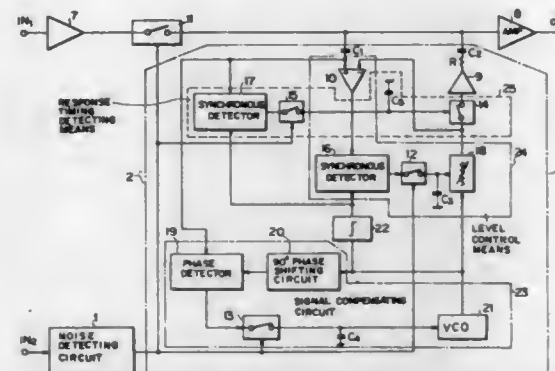 IN1
7
11
8
AMP
C1
C2
R
10
9
17
25
RESPONSE
TIMING
DETECTING
MEANS
SYNCHRONOUS
DETECTOR
15
14
2
16
SYNCHRONOUS
DETECTOR
12
18
24
C3
LEVEL
CONTROL
MEANS
22
19
20
PHASE
DETECTOR
90° PHASE
SHIFTING
CIRCUIT
SIGNAL COMPENSATING
CIRCUIT
23
13
21
VCO
C4
1
IN2
NOISE
DETECTING
CIRCUIT